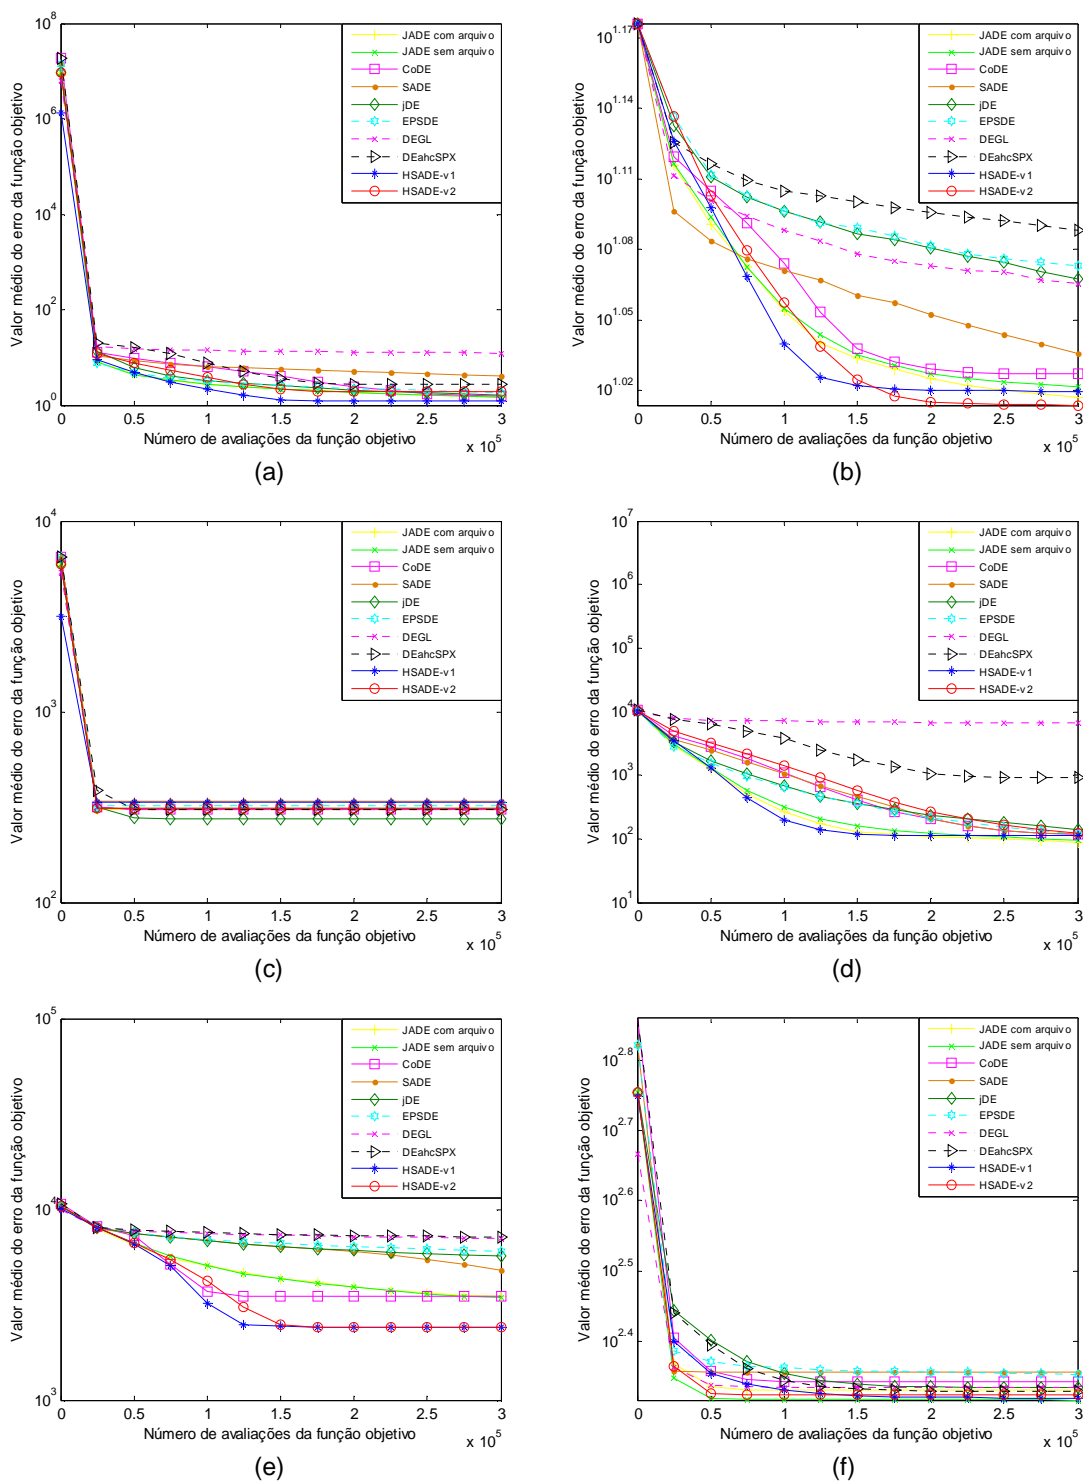 10^8
10^6
10^4
10^2
10^0
Valor médio do erro da função objetivo
JADE com arquivo
JADE sem arquivo
CoDE
SADE
jDE
EPSDE
DEGL
DEahcSPX
HSADE-v1
HSADE-v2
0 0.5 1 1.5 2 2.5 3
Número de avaliações da função objetivo
x 10^5
(a)
10^1.17
10^1.14
10^1.11
10^1.08
10^1.05
10^1.02
Valor médio do erro da função objetivo
JADE com arquivo
JADE sem arquivo
CoDE
SADE
jDE
EPSDE
DEGL
DEahcSPX
HSADE-v1
HSADE-v2
0 0.5 1 1.5 2 2.5 3
Número de avaliações da função objetivo
x 10^5
(b)
10^4
10^3
10^2
Valor médio do erro da função objetivo
JADE com arquivo
JADE sem arquivo
CoDE
SADE
jDE
EPSDE
DEGL
DEahcSPX
HSADE-v1
HSADE-v2
0 0.5 1 1.5 2 2.5 3
Número de avaliações da função objetivo
x 10^5
(c)
10^7
10^6
10^5
10^4
10^3
10^2
10^1
Valor médio do erro da função objetivo
JADE com arquivo
JADE sem arquivo
CoDE
SADE
jDE
EPSDE
DEGL
DEahcSPX
HSADE-v1
HSADE-v2
0 0.5 1 1.5 2 2.5 3
Número de avaliações da função objetivo
x 10^5
(d)
10^5
10^4
10^3
Valor médio do erro da função objetivo
JADE com arquivo
JADE sem arquivo
CoDE
SADE
jDE
EPSDE
DEGL
DEahcSPX
HSADE-v1
HSADE-v2
0 0.5 1 1.5 2 2.5 3
Número de avaliações da função objetivo
x 10^5
(e)
10^2.8
10^2.7
10^2.6
10^2.5
10^2.4
Valor médio do erro da função objetivo
JADE com arquivo
JADE sem arquivo
CoDE
SADE
jDE
EPSDE
DEGL
DEahcSPX
HSADE-v1
HSADE-v2
0 0.5 1 1.5 2 2.5 3
Número de avaliações da função objetivo
x 10^5
(f)